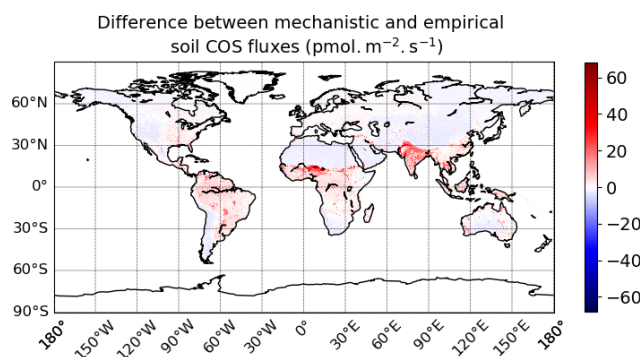 Difference between mechanistic and empirical
soil COS fluxes (pmol. m⁻². s⁻¹)
60°N
30°N
0°
30°S
60°S
90°S
180°
150°W
120°W
90°W
60°W
30°W
0°
30°E
60°E
90°E
120°E
150°E
180°
60
40
20
0
−20
−40
−60